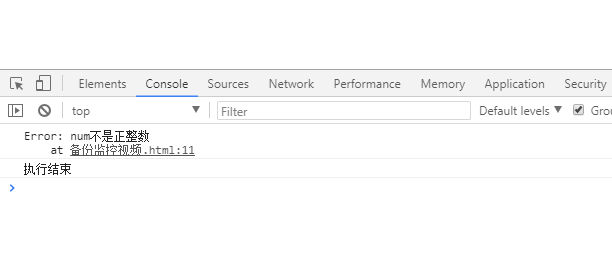 Elements Console Sources Network Performance Memory Application Security
top Filter Default levels Grou
Error: num不是正整数
at 备份监控视频.html:11
执行结束